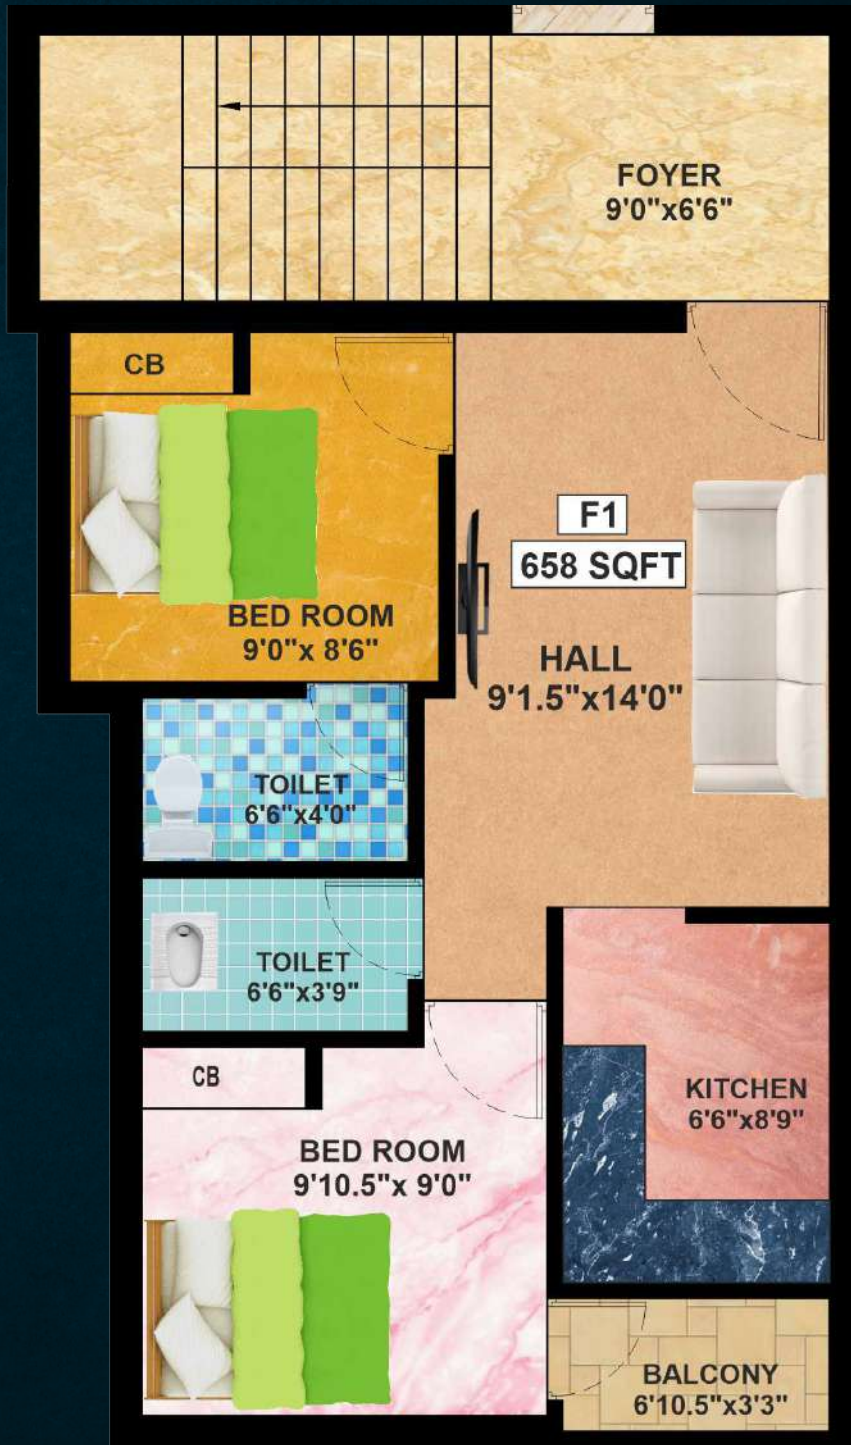 FOYER
9'0"x6'6"
CB
F1
658 SQFT
BED ROOM
9'0"x 8'6"
HALL
9'1.5"x14'0"
TOILET
6'6"x4'0"
TOILET
6'6"x3'9"
CB
KITCHEN
6'6"x8'9"
BED ROOM
9'10.5"x 9'0"
BALCONY
6'10.5"x3'3"